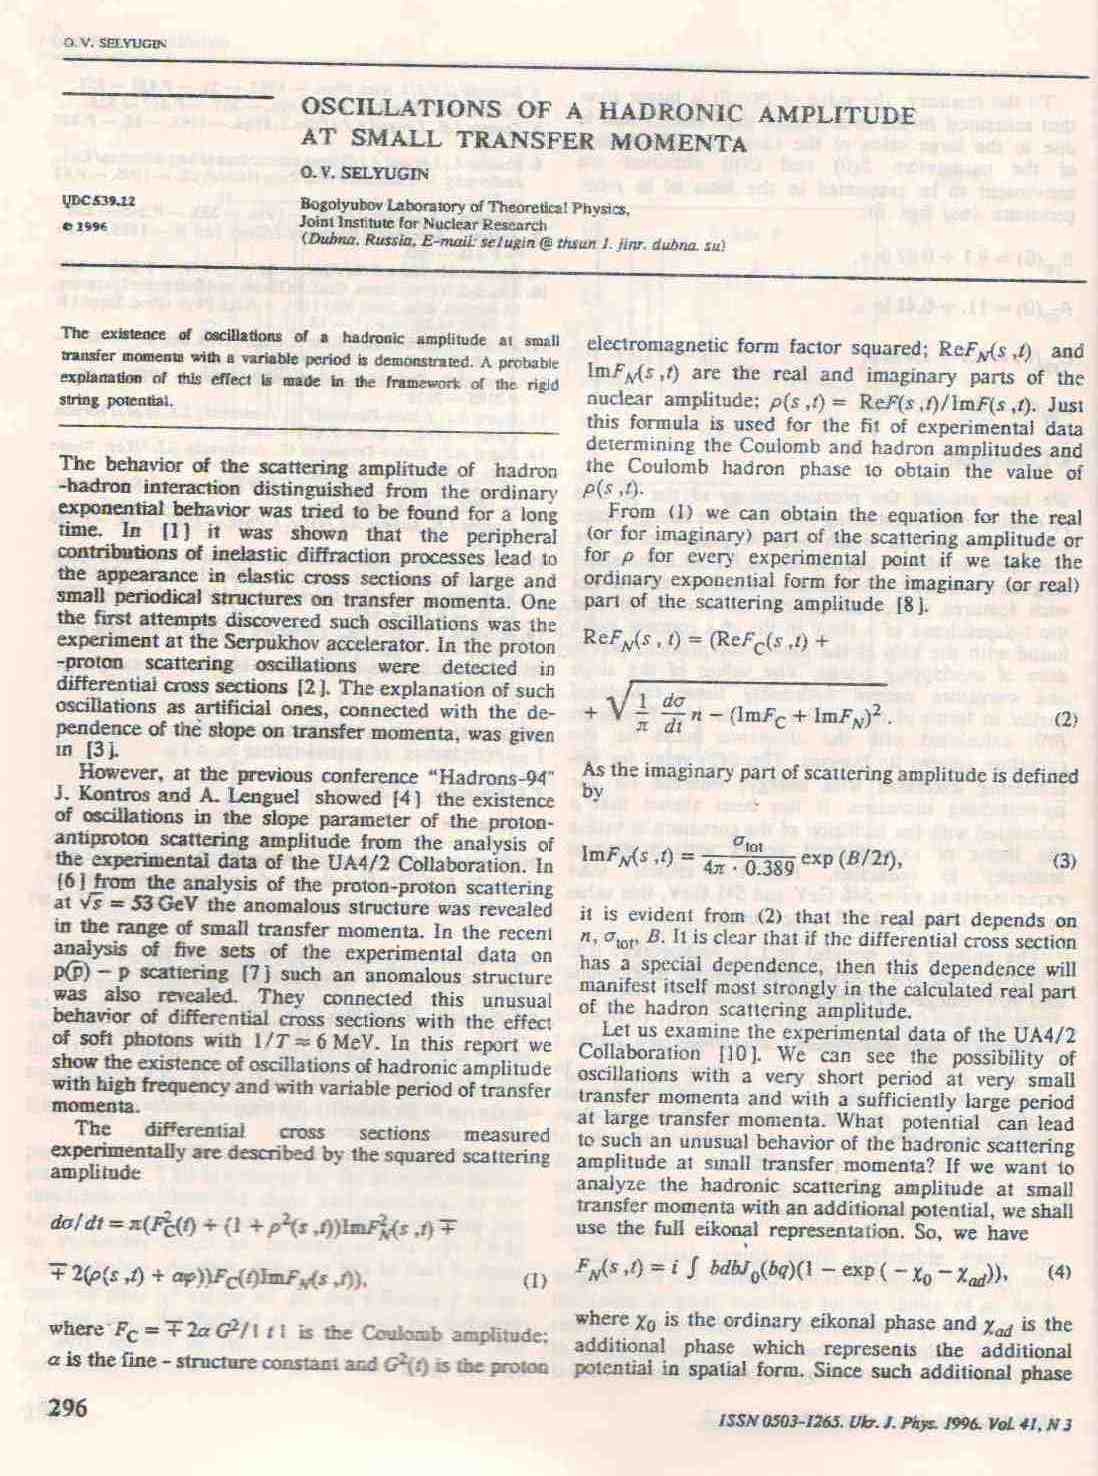 O. V. SELYUGIN
OSCILLATIONS OF A HADRONIC AMPLITUDE
AT SMALL TRANSFER MOMENTA
O. V. SELYUGIN
UDC 539.12
© 1996
Bogolyubov Laboratory of Theoretical Physics,
Joint Institute for Nuclear Research
(Dubna, Russia, E-mail: selugin @ thsun 1. jinr. dubna. su)
The existence of oscillations of a hadronic amplitude at small
transfer momenta with a variable period is demonstrated. A probable
explanation of this effect is made in the framework of the rigid
string potential.
The behavior of the scattering amplitude of hadron
-hadron interaction distinguished from the ordinary
exponential behavior was tried to be found for a long
time. In [1] it was shown that the peripheral
contributions of inelastic diffraction processes lead to
the appearance in elastic cross sections of large and
small periodical structures on transfer momenta. One
the first attempts discovered such oscillations was the
experiment at the Serpukhov accelerator. In the proton
-proton scattering oscillations were detected in
differential cross sections [2]. The explanation of such
oscillations as artificial ones, connected with the de-
pendence of the slope on transfer momenta, was given
in [3].
However, at the previous conference "Hadrons-94"
J. Kontros and A. Lenguel showed [4] the existence
of oscillations in the slope parameter of the proton-
antiproton scattering amplitude from the analysis of
the experimental data of the UA4/2 Collaboration. In
[6] from the analysis of the proton-proton scattering
at √s = 53 GeV the anomalous structure was revealed
in the range of small transfer momenta. In the recent
analysis of five sets of the experimental data on
p(p̅) – p scattering [7] such an anomalous structure
was also revealed. They connected this unusual
behavior of differential cross sections with the effect
of soft photons with 1/T ≈ 6 MeV. In this report we
show the existence of oscillations of hadronic amplitude
with high frequency and with variable period of transfer
momenta.
The differential cross sections measured
experimentally are described by the squared scattering
amplitude
dσ/dt = π(F²_C(t) + (1 + ρ²(s ,t))ImF²_N(s ,t) ∓
∓ 2(ρ(s ,t) + αφ))F_C(t)ImF_N(s ,t)), (1)
where F_C = ∓ 2α G²/| t | is the Coulomb amplitude;
α is the fine - structure constant and G²(t) is the proton
electromagnetic form factor squared; ReF_N(s ,t) and
ImF_N(s ,t) are the real and imaginary parts of the
nuclear amplitude; ρ(s ,t) = ReF(s ,t)/ImF(s ,t). Just
this formula is used for the fit of experimental data
determining the Coulomb and hadron amplitudes and
the Coulomb hadron phase to obtain the value of
ρ(s ,t).
From (1) we can obtain the equation for the real
(or for imaginary) part of the scattering amplitude or
for ρ for every experimental point if we take the
ordinary exponential form for the imaginary (or real)
part of the scattering amplitude [8].
ReF_N(s , t) = (ReF_C(s ,t) +
+ √(1/π dσ/dt n – (ImF_C + ImF_N)²) . (2)
As the imaginary part of scattering amplitude is defined
by
ImF_N(s ,t) = σ_tot/(4π · 0.389) exp (B/2t), (3)
it is evident from (2) that the real part depends on
n, σ_tot, B. It is clear that if the differential cross section
has a special dependence, then this dependence will
manifest itself most strongly in the calculated real part
of the hadron scattering amplitude.
Let us examine the experimental data of the UA4/2
Collaboration [10]. We can see the possibility of
oscillations with a very short period at very small
transfer momenta and with a sufficiently large period
at large transfer momenta. What potential can lead
to such an unusual behavior of the hadronic scattering
amplitude at small transfer momenta? If we want to
analyze the hadronic scattering amplitude at small
transfer momenta with an additional potential, we shall
use the full eikonal representation. So, we have
F_N(s ,t) = i ∫ bdbJ₀(bq)(1 – exp ( – χ₀ – χ_ad)), (4)
where χ₀ is the ordinary eikonal phase and χ_ad is the
additional phase which represents the additional
potential in spatial form. Since such additional phase
296
ISSN 0503-1265. Ukr. J. Phys. 1996. Vol. 41, N 3